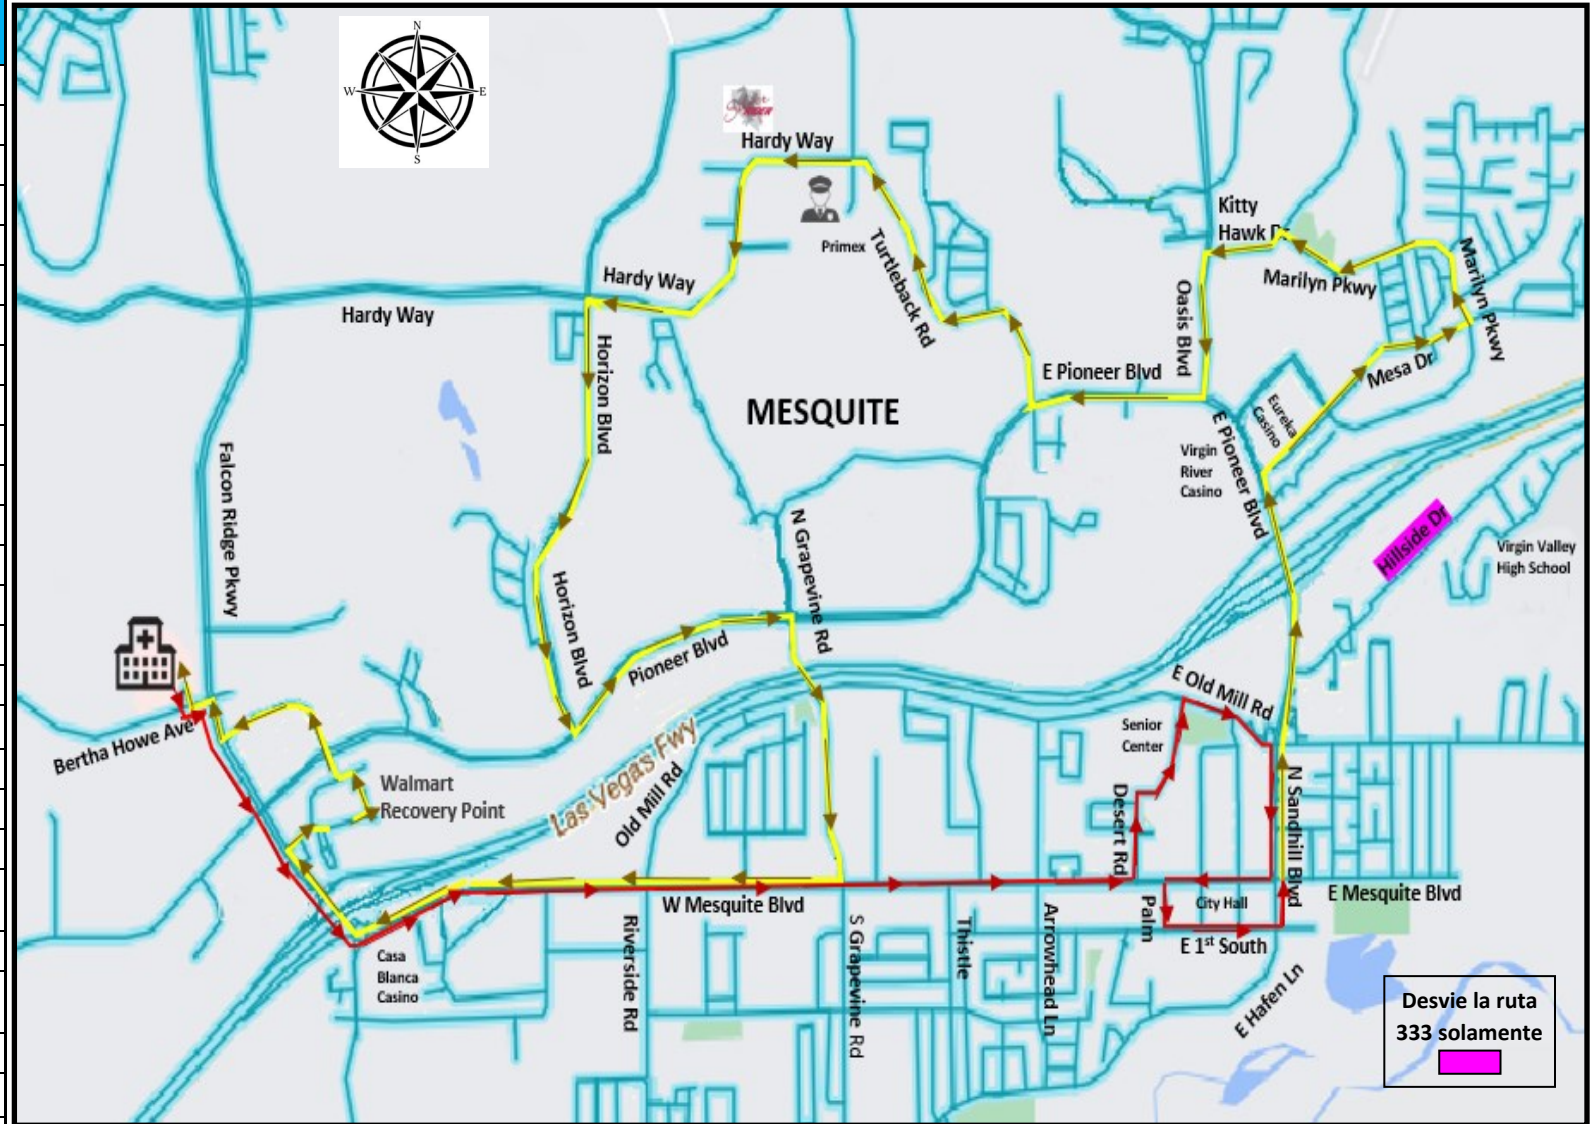 N
W
E
S
Hardy Way
Primex
Turtleback Rd
Kitty
Hawk Dr
Marilyn Pkwy
Marilyn Pkwy
Hardy Way
Hardy Way
Oasis Blvd
Horizon Blvd
E Pioneer Blvd
Mesa Dr
MESQUITE
Eureka
Casino
E Pioneer Blvd
Virgin
River
Casino
Falcon Ridge Pkwy
N Grapevine Rd
Hillside Dr
Virgin Valley
High School
Horizon Blvd
Pioneer Blvd
E Old Mill Rd
Senior
Center
Bertha Howe Ave
Las Vegas Fwy
Old Mill Rd
Walmart
Recovery Point
Desert Rd
N Sandhill Blvd
W Mesquite Blvd
City Hall
E Mesquite Blvd
Palm
E 1st South
Casa
Blanca
Casino
Riverside Rd
S Grapevine Rd
Thistle
Arrowhead Ln
E Hafen Ln
Desvie la ruta
333 solamente